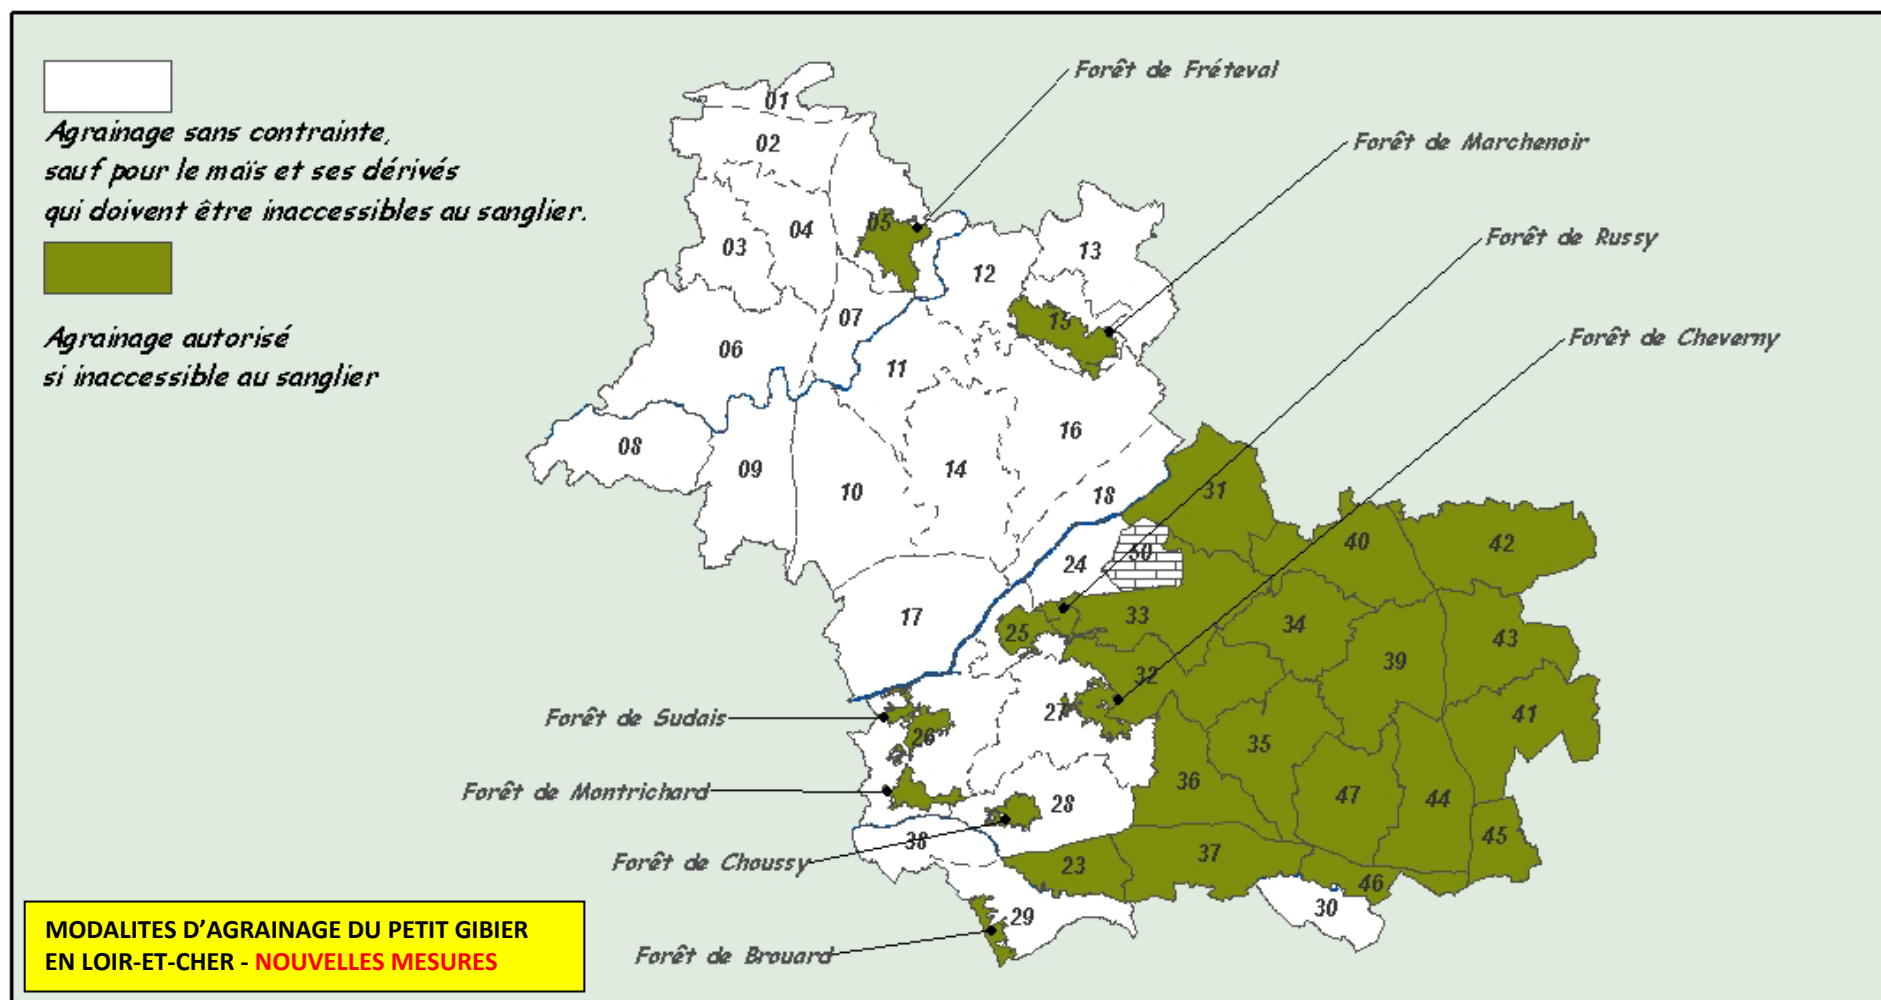 Agrainage sans contrainte,
sauf pour le maïs et ses dérivés
qui doivent être inaccessibles au sanglier.
Agrainage autorisé
si inaccessible au sanglier
Forêt de Fréteval
Forêt de Marchenoir
Forêt de Russy
Forêt de Cheverny
Forêt de Sudais
Forêt de Montrichard
Forêt de Choussy
Forêt de Brouard
01
02
03
04
05
06
07
08
09
10
11
12
13
14
15
16
17
18
31
24
50
40
42
25
33
34
43
32
39
41
27
26
35
36
47
44
28
45
38
23
37
46
29
30
MODALITES D'AGRAINAGE DU PETIT GIBIER
EN LOIR-ET-CHER - NOUVELLES MESURES